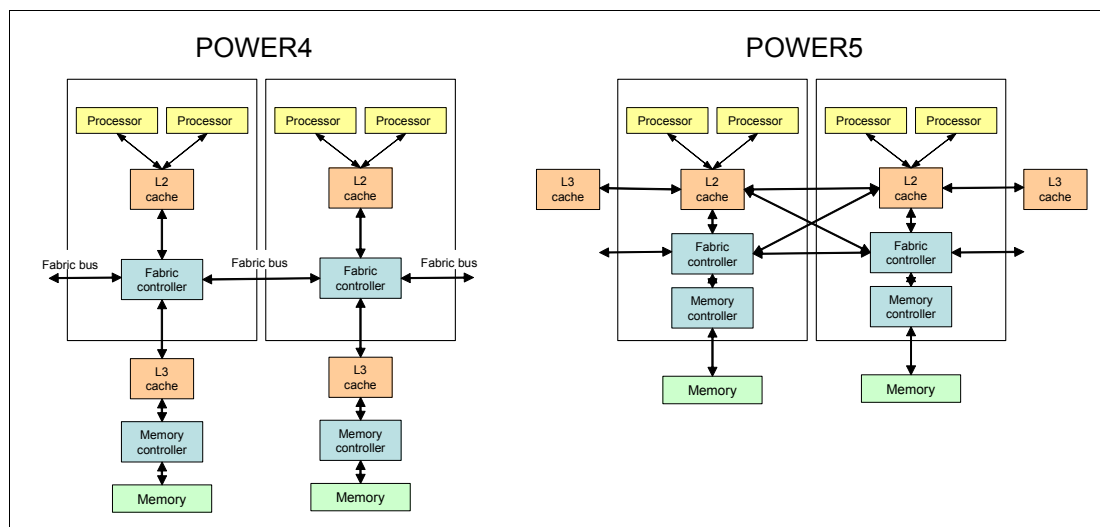 POWER4
POWER5
Processor
Processor
Processor
Processor
L2
cache
L2
cache
Fabric bus
Fabric
controller
Fabric bus
Fabric
controller
Fabric bus
L3
cache
L3
cache
Memory
controller
Memory
controller
Memory
Memory
Processor
Processor
Processor
Processor
L3
cache
L2
cache
L2
cache
L3
cache
Fabric
controller
Fabric
controller
Memory
controller
Memory
controller
Memory
Memory